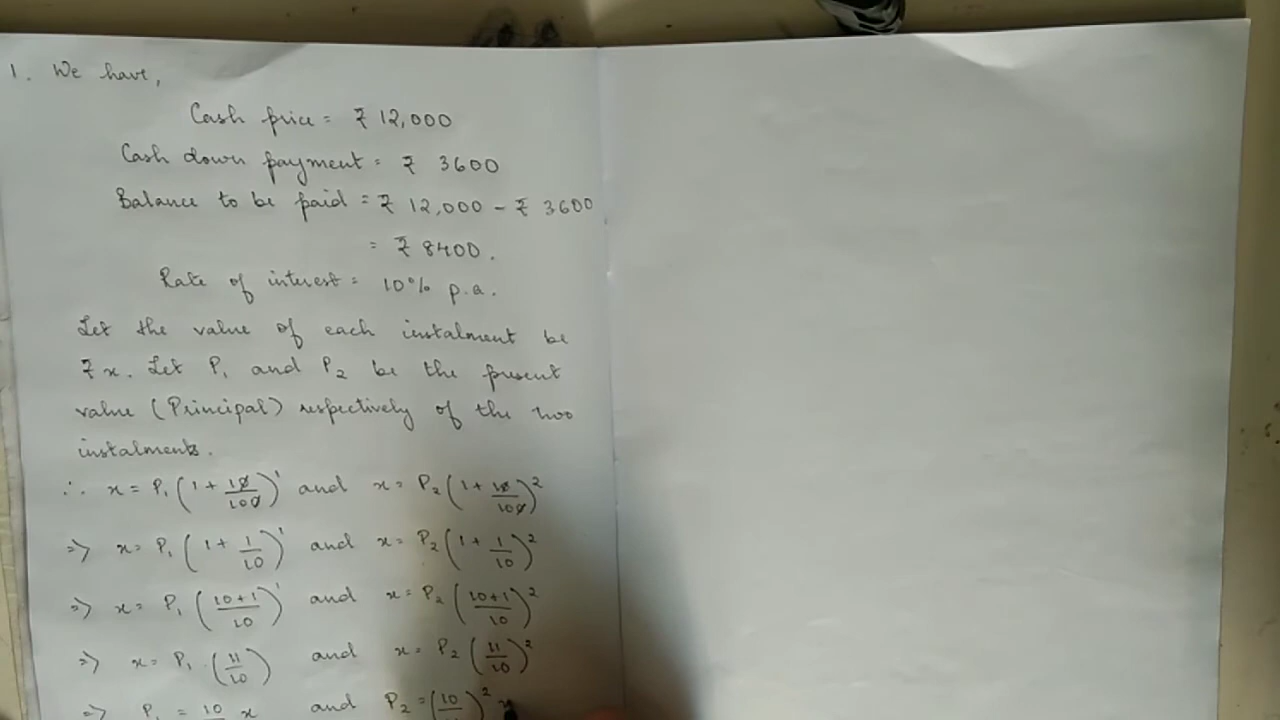 1. We have,
Cash price = ₹ 12,000
Cash down payment = ₹ 3600
Balance to be paid = ₹ 12,000 - ₹ 3600
= ₹ 8400.
Rate of interest = 10% p.a.
Let the value of each instalment be
₹ x. Let P₁ and P₂ be the present
value (Principal) respectively of the two
instalments.
∴ x = P₁ (1 + 10/100)¹ and x = P₂ (1 + 10/100)²
=> x = P₁ (1 + 1/10)¹ and x = P₂ (1 + 1/10)²
=> x = P₁ (10+1/10)¹ and x = P₂ (10+1/10)²
=> x = P₁ . (11/10) and x = P₂ (11/10)²
=> P₁ = 10/ x and P₂ = (10/ )² x